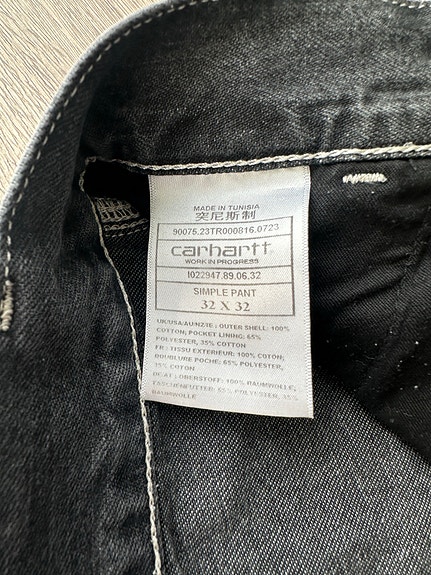 MADE IN TUNISIA
突尼斯制
90075.23TR000816.0723
carhartt
WORK IN PROGRESS
I022947.89.06.32
SIMPLE PANT
32 X 32
UK/USA/AU/NZ/IE : OUTER SHELL: 100%
COTTON; POCKET LINING: 65%
POLYESTER, 35% COTTON
FR : TISSU EXTERIEUR: 100% COTON;
DOUBLURE POCHE: 65% POLYESTER,
35% COTON
DE/AT : OBERSTOFF: 100% BAUMWOLLE,
TASCHENFUTTER: 65% POLYESTER, 35%
BAUMWOLLE